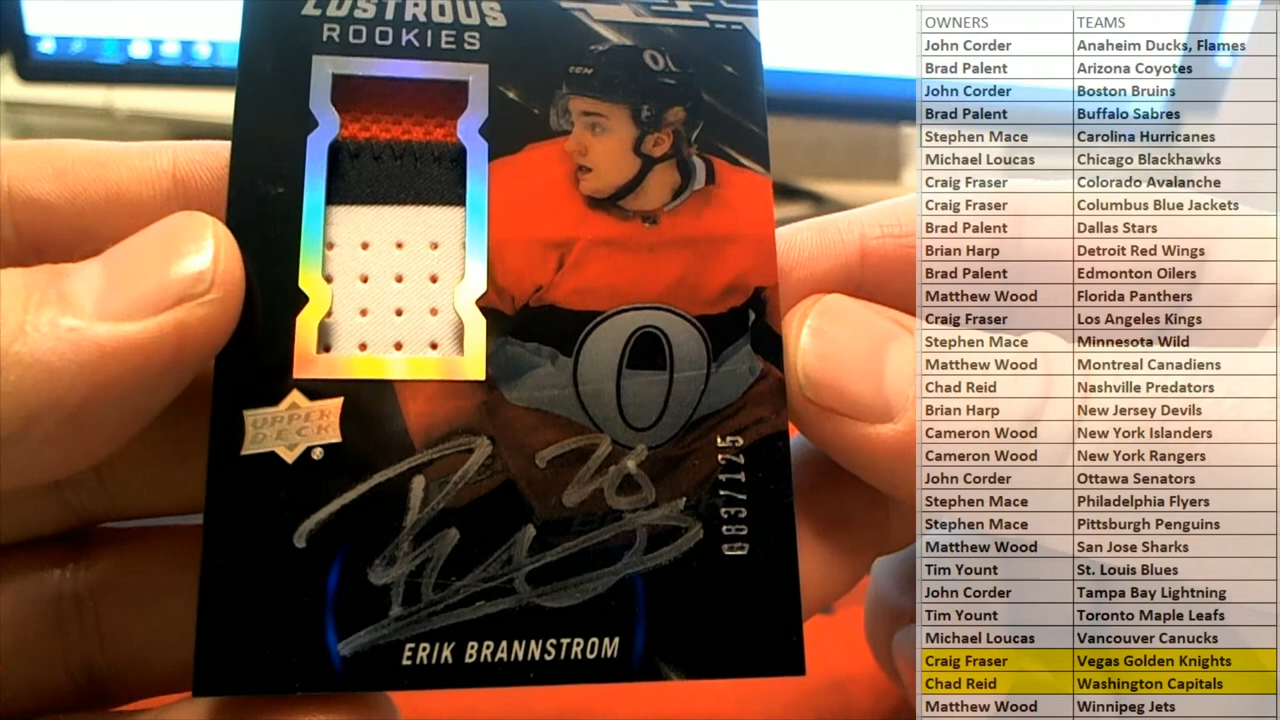 LUSTROUS
ROOKIES
CCM
UPPER
DECK
26
083/125
ERIK BRANNSTROM
OWNERS TEAMS
John Corder Anaheim Ducks, Flames
Brad Palent Arizona Coyotes
John Corder Boston Bruins
Brad Palent Buffalo Sabres
Stephen Mace Carolina Hurricanes
Michael Loucas Chicago Blackhawks
Craig Fraser Colorado Avalanche
Craig Fraser Columbus Blue Jackets
Brad Palent Dallas Stars
Brian Harp Detroit Red Wings
Brad Palent Edmonton Oilers
Matthew Wood Florida Panthers
Craig Fraser Los Angeles Kings
Stephen Mace Minnesota Wild
Matthew Wood Montreal Canadiens
Chad Reid Nashville Predators
Brian Harp New Jersey Devils
Cameron Wood New York Islanders
Cameron Wood New York Rangers
John Corder Ottawa Senators
Stephen Mace Philadelphia Flyers
Stephen Mace Pittsburgh Penguins
Matthew Wood San Jose Sharks
Tim Yount St. Louis Blues
John Corder Tampa Bay Lightning
Tim Yount Toronto Maple Leafs
Michael Loucas Vancouver Canucks
Craig Fraser Vegas Golden Knights
Chad Reid Washington Capitals
Matthew Wood Winnipeg Jets